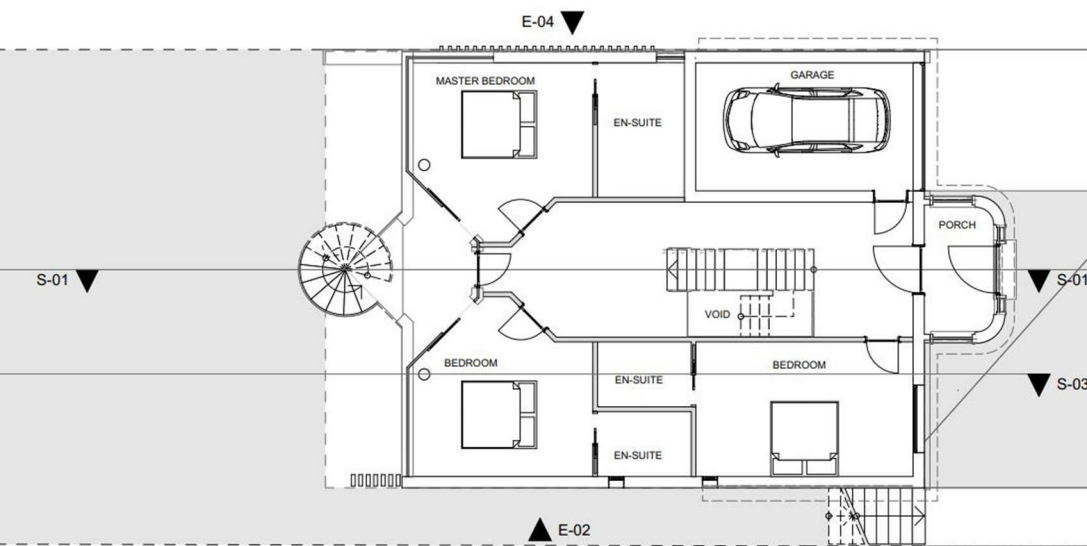 E-04
MASTER BEDROOM
GARAGE
EN-SUITE
PORCH
S-01
S-01
VOID
BEDROOM
BEDROOM
EN-SUITE
S-03
EN-SUITE
E-02